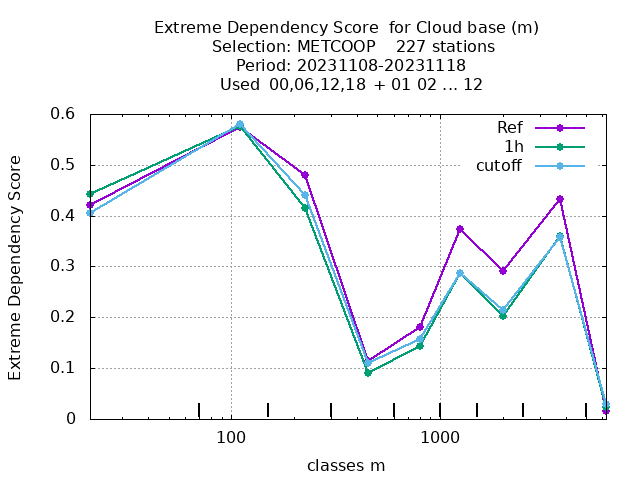 Extreme Dependency Score  for Cloud base (m)
Selection: METCOOP    227 stations
Period: 20231108-20231118
Used  00,06,12,18  + 01 02 ... 12
Ref
1h
cutoff
Extreme Dependency Score
0.6
0.5
0.4
0.3
0.2
0.1
0
100
1000
classes m